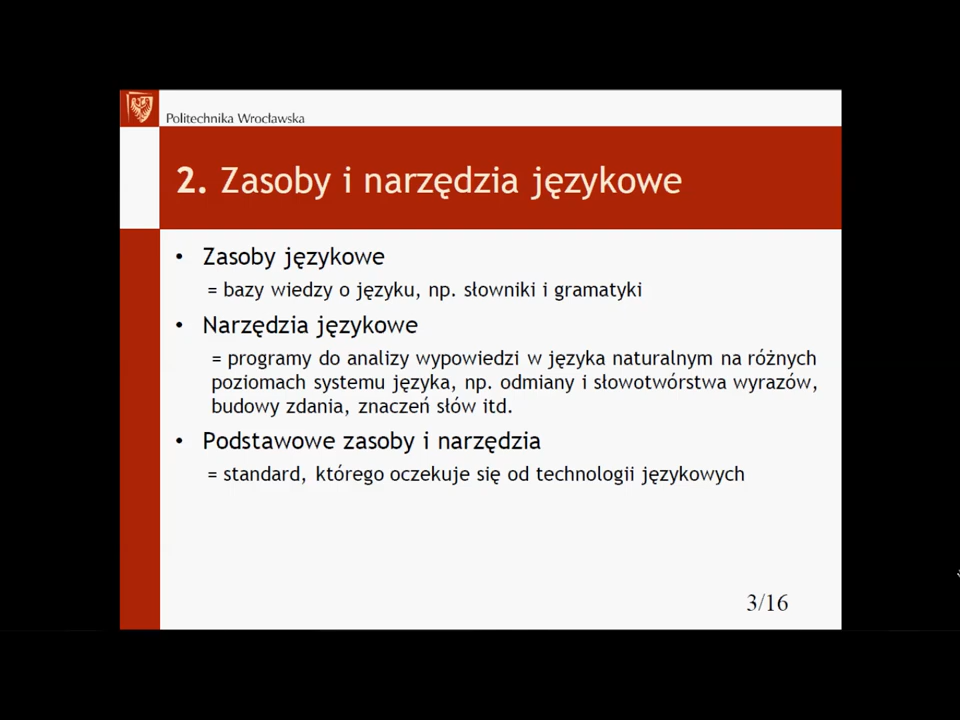 Politechnika Wrocławska
2. Zasoby i narzędzia językowe
• Zasoby językowe
= bazy wiedzy o języku, np. słowniki i gramatyki
• Narzędzia językowe
= programy do analizy wypowiedzi w języka naturalnym na różnych
poziomach systemu języka, np. odmiany i słowotwórstwa wyrazów,
budowy zdania, znaczeń słów itd.
• Podstawowe zasoby i narzędzia
= standard, którego oczekuje się od technologii językowych
3/16